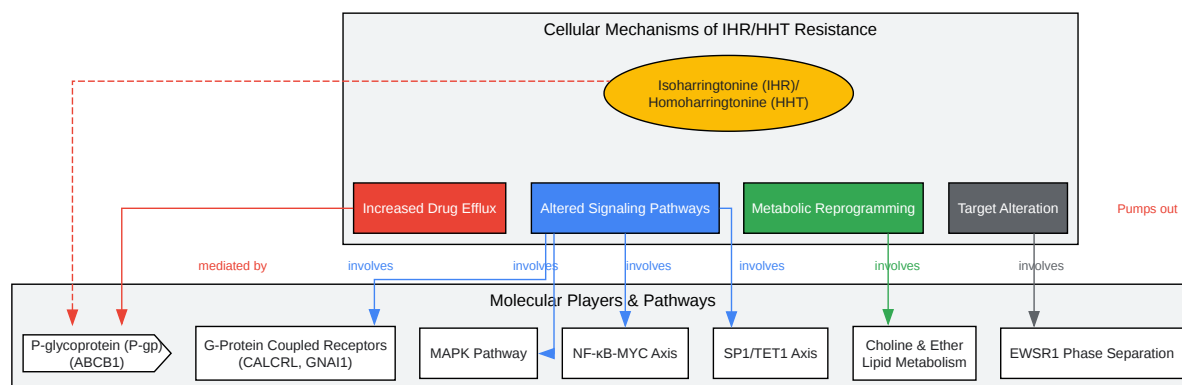 Cellular Mechanisms of IHR/HHT Resistance
Isoharringtonine (IHR)/
Homoharringtonine (HHT)
Increased Drug Efflux
Altered Signaling Pathways
Metabolic Reprogramming
Target Alteration
Pumps out
mediated by
involves
involves
involves
involves
involves
involves
Molecular Players & Pathways
P-glycoprotein (P-gp)
(ABCB1)
G-Protein Coupled Receptors
(CALCRL, GNAI1)
MAPK Pathway
NF-κB-MYC Axis
SP1/TET1 Axis
Choline & Ether
Lipid Metabolism
EWSR1 Phase Separation